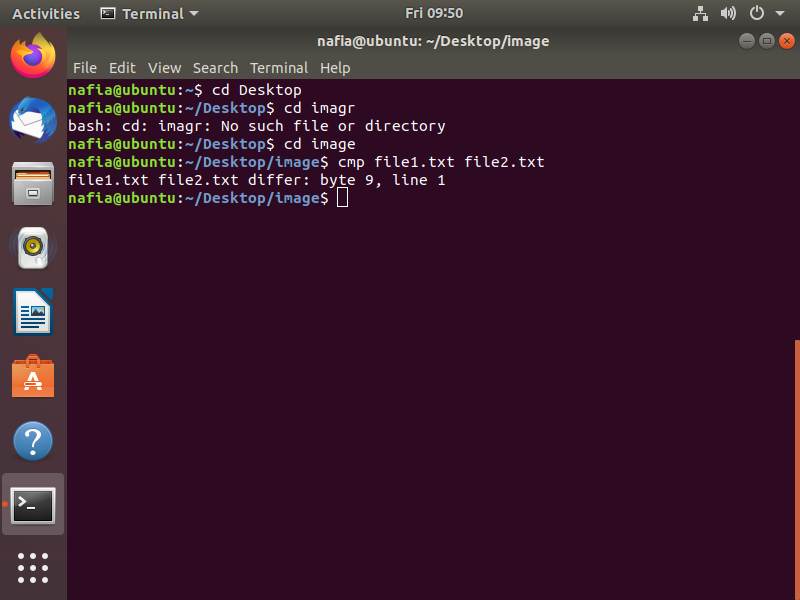 Activities Terminal Fri 09:50
nafia@ubuntu: ~/Desktop/image
File Edit View Search Terminal Help
nafia@ubuntu:~$ cd Desktop
nafia@ubuntu:~/Desktop$ cd imagr
bash: cd: imagr: No such file or directory
nafia@ubuntu:~/Desktop$ cd image
nafia@ubuntu:~/Desktop/image$ cmp file1.txt file2.txt
file1.txt file2.txt differ: byte 9, line 1
nafia@ubuntu:~/Desktop/image$